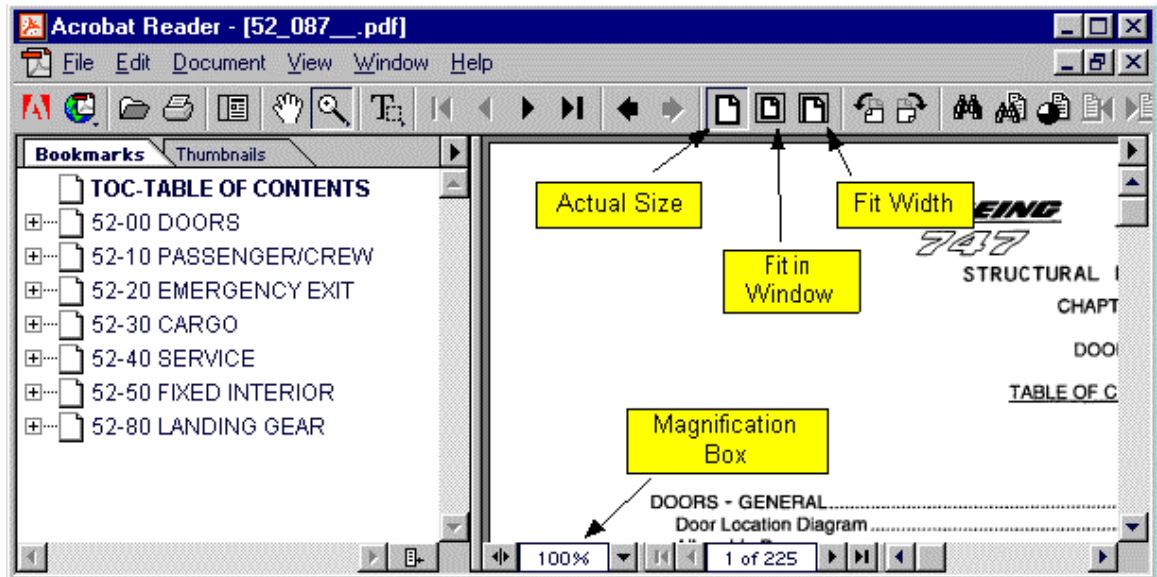 Acrobat Reader - [52_087__.pdf]
File Edit Document View Window Help
Bookmarks Thumbnails
TOC-TABLE OF CONTENTS
52-00 DOORS
52-10 PASSENGER/CREW
52-20 EMERGENCY EXIT
52-30 CARGO
52-40 SERVICE
52-50 FIXED INTERIOR
52-80 LANDING GEAR
Actual Size
Fit Width
Fit in
Window
EING
747
STRUCTURAL
CHAPT
DOO
TABLE OF C
Magnification
Box
DOORS - GENERAL
Door Location Diagram
100%
1 of 225